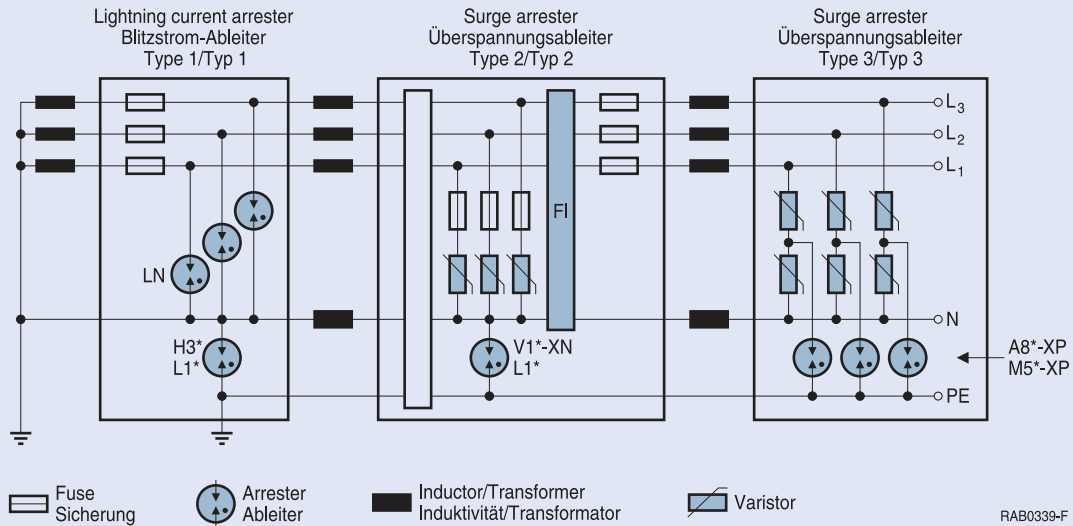 Lightning current arrester
Blitzstrom-Ableiter
Type 1/Typ 1
Surge arrester
Überspannungsableiter
Type 2/Typ 2
Surge arrester
Überspannungsableiter
Type 3/Typ 3
L3
L2
L1
FI
LN
N
H3*
L1*
V1*-XN
L1*
A8*-XP
M5*-XP
PE
Fuse
Sicherung
Arrester
Ableiter
Inductor/Transformer
Induktivität/Transformator
Varistor
RAB0339-F